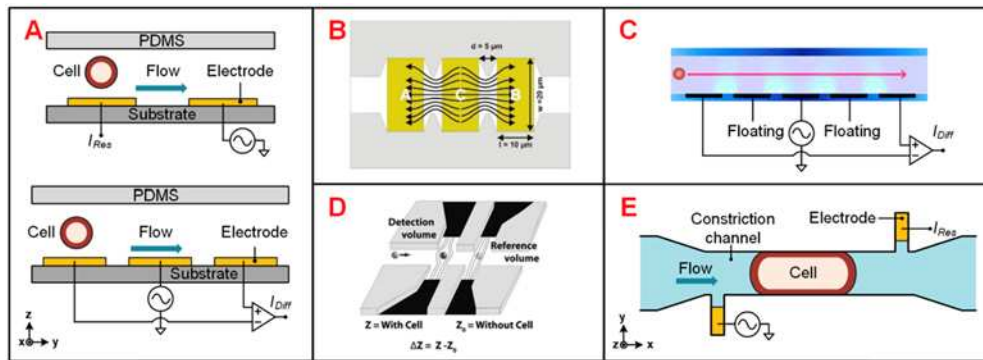 A
PDMS
Cell
Flow
Electrode
Substrate
I_Res
PDMS
Cell
Flow
Electrode
Substrate
I_Diff
z
x
y
B
d = 5 µm
A
C
B
w =20 µm
t = 10 µm
C
Floating
Floating
I_Diff
+
−
D
Detection
volume
Reference
volume
Z = With Cell
Z₀ = Without Cell
ΔZ = Z -Z₀
E
Constriction
channel
Electrode
I_Res
Flow
Cell
y
z
x